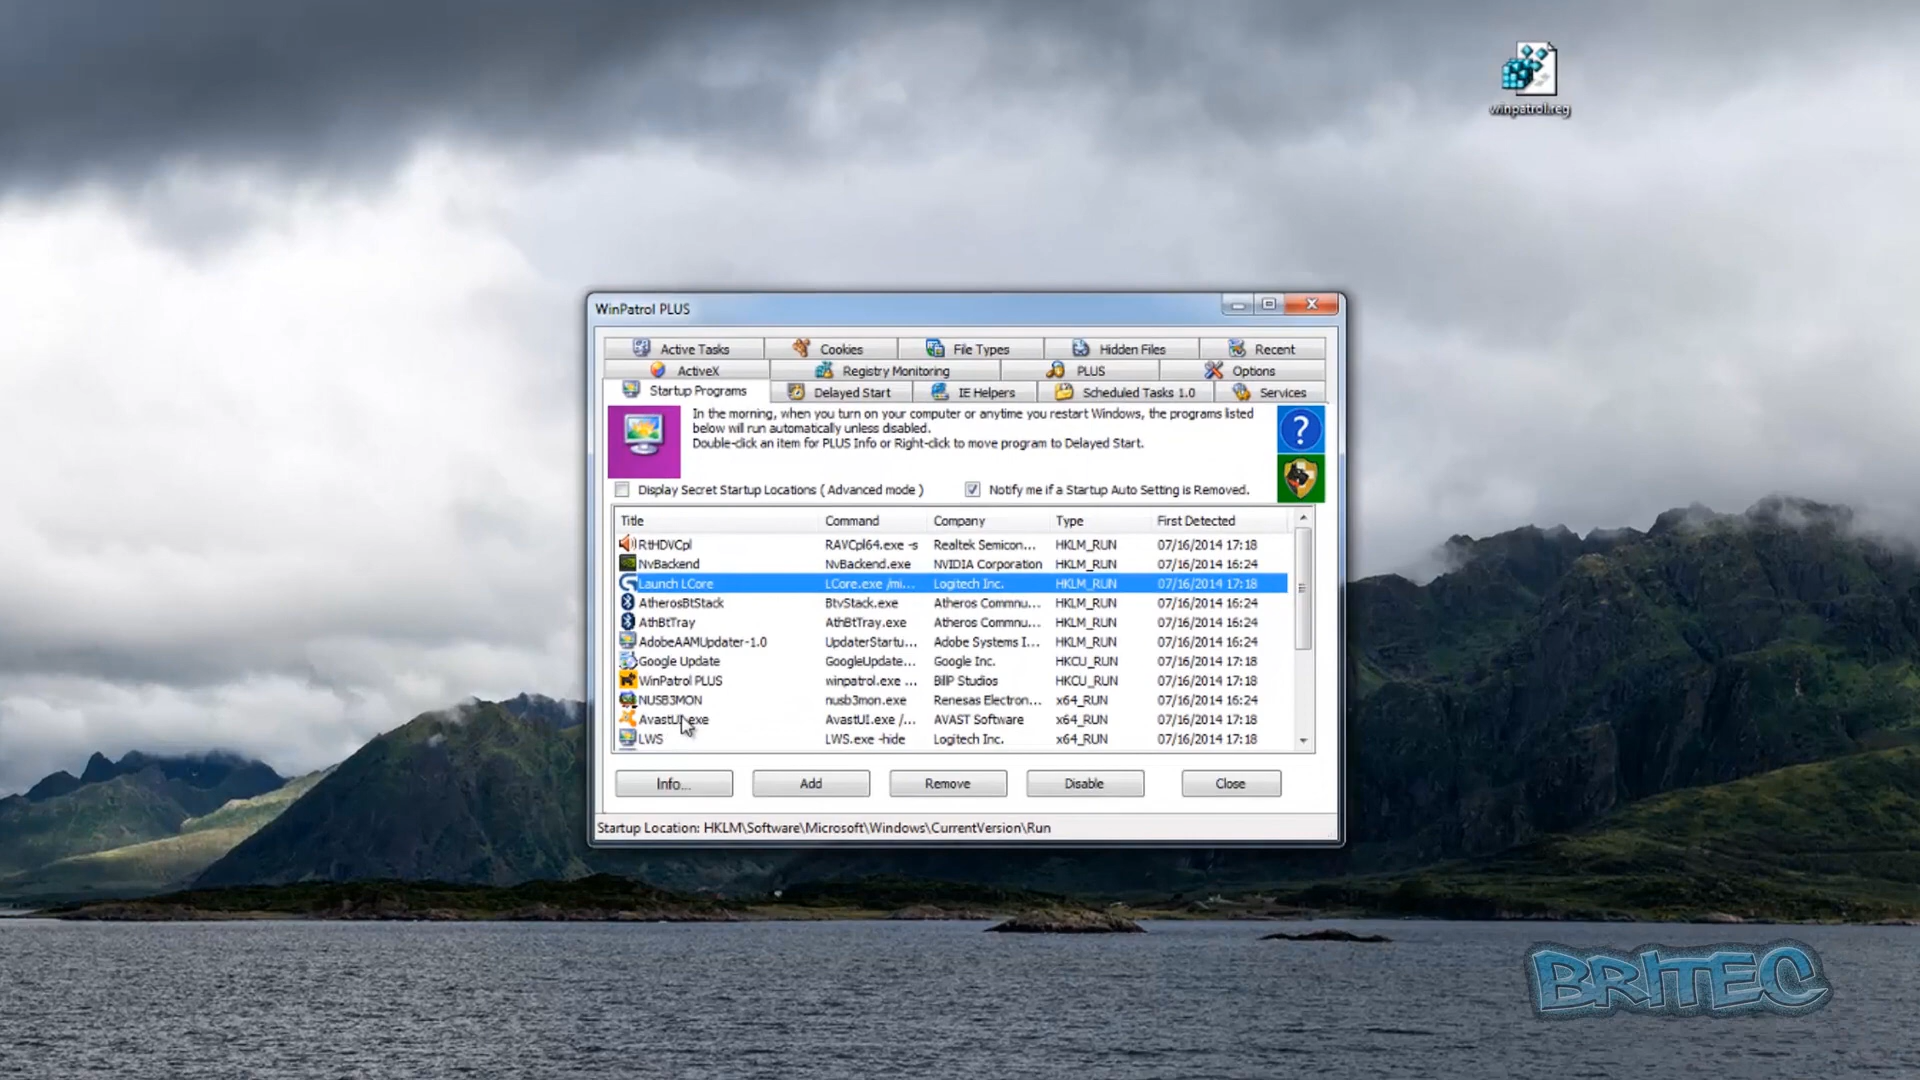 winpatrol.reg
WinPatrol PLUS
Active Tasks Cookies File Types Hidden Files Recent
ActiveX Registry Monitoring PLUS Options
Startup Programs Delayed Start IE Helpers Scheduled Tasks 1.0 Services
In the morning, when you turn on your computer or anytime you restart Windows, the programs listed
below will run automatically unless disabled.
Double-click an item for PLUS Info or Right-click to move program to Delayed Start.
Display Secret Startup Locations ( Advanced mode ) Notify me if a Startup Auto Setting is Removed.
Title Command Company Type First Detected
RtHDVCpl RAVCpl64.exe -s Realtek Semicon... HKLM_RUN 07/16/2014 17:18
NvBackend NvBackend.exe NVIDIA Corporation HKLM_RUN 07/16/2014 16:24
Launch LCore LCore.exe /mi... Logitech Inc. HKLM_RUN 07/16/2014 17:18
AtherosBtStack BtvStack.exe Atheros Commnu... HKLM_RUN 07/16/2014 16:24
AthBtTray AthBtTray.exe Atheros Commnu... HKLM_RUN 07/16/2014 16:24
AdobeAAMUpdater-1.0 UpdaterStartu... Adobe Systems I... HKLM_RUN 07/16/2014 16:24
Google Update GoogleUpdate... Google Inc. HKCU_RUN 07/16/2014 17:18
WinPatrol PLUS winpatrol.exe ... BillP Studios HKCU_RUN 07/16/2014 17:18
NUSB3MON nusb3mon.exe Renesas Electron... x64_RUN 07/16/2014 16:24
AvastUI.exe AvastUI.exe /... AVAST Software x64_RUN 07/16/2014 17:18
LWS LWS.exe -hide Logitech Inc. x64_RUN 07/16/2014 17:18
Info... Add Remove Disable Close
Startup Location: HKLM\Software\Microsoft\Windows\CurrentVersion\Run
BRITEC